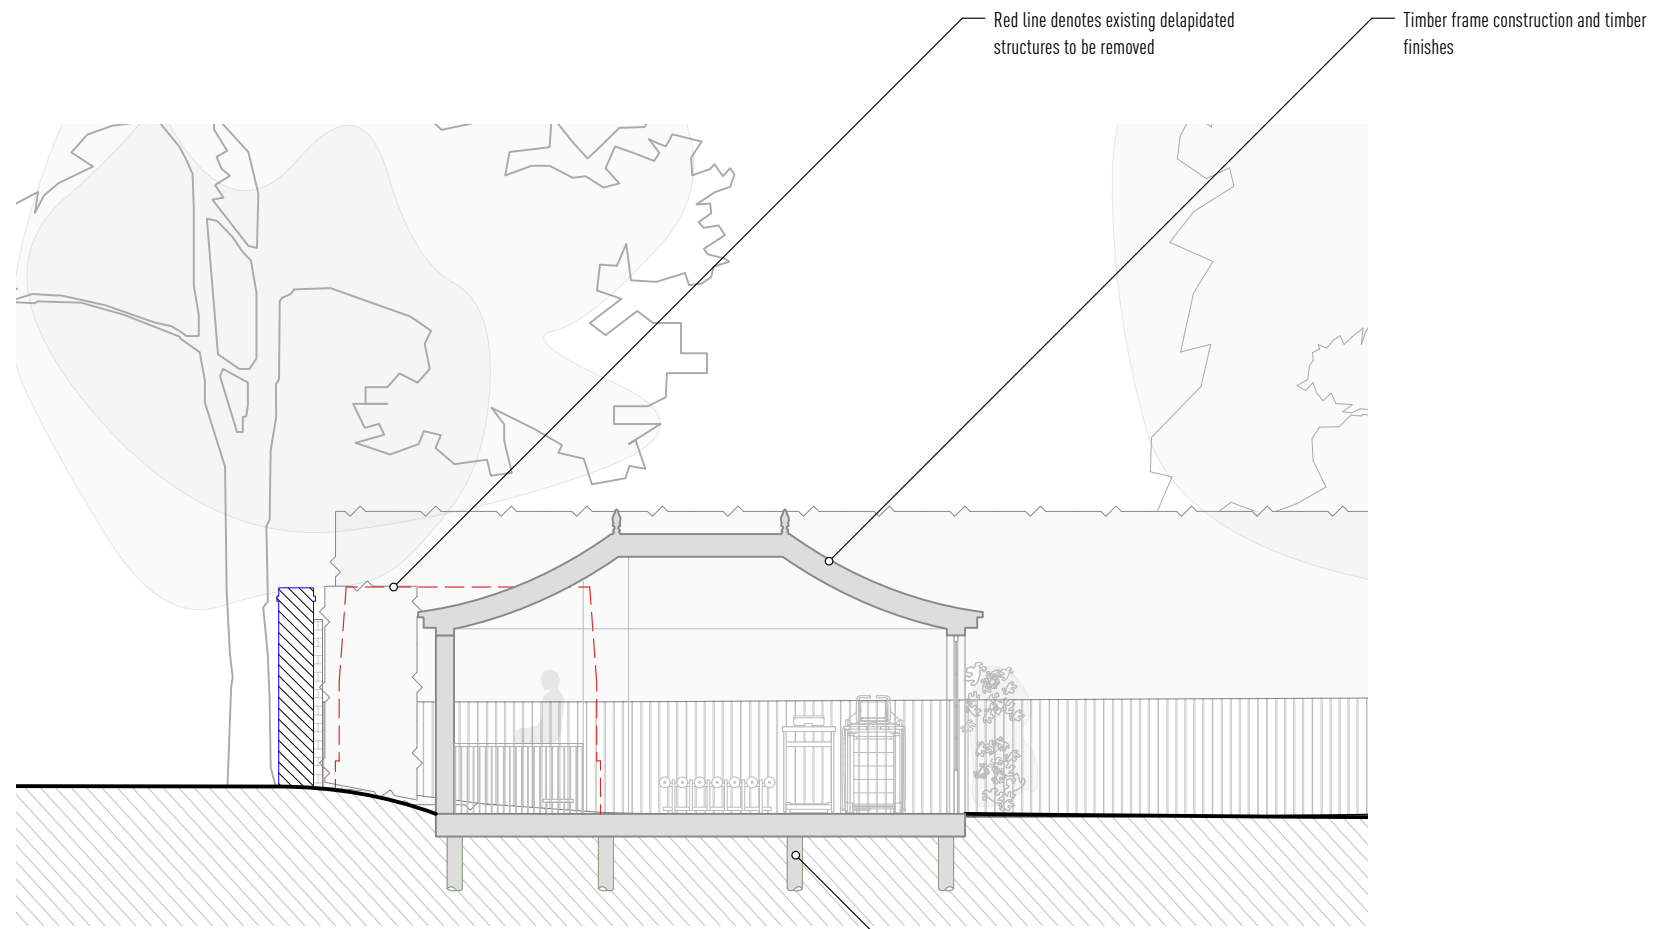 Red line denotes existing delapidated
structures to be removed
Timber frame construction and timber
finishes